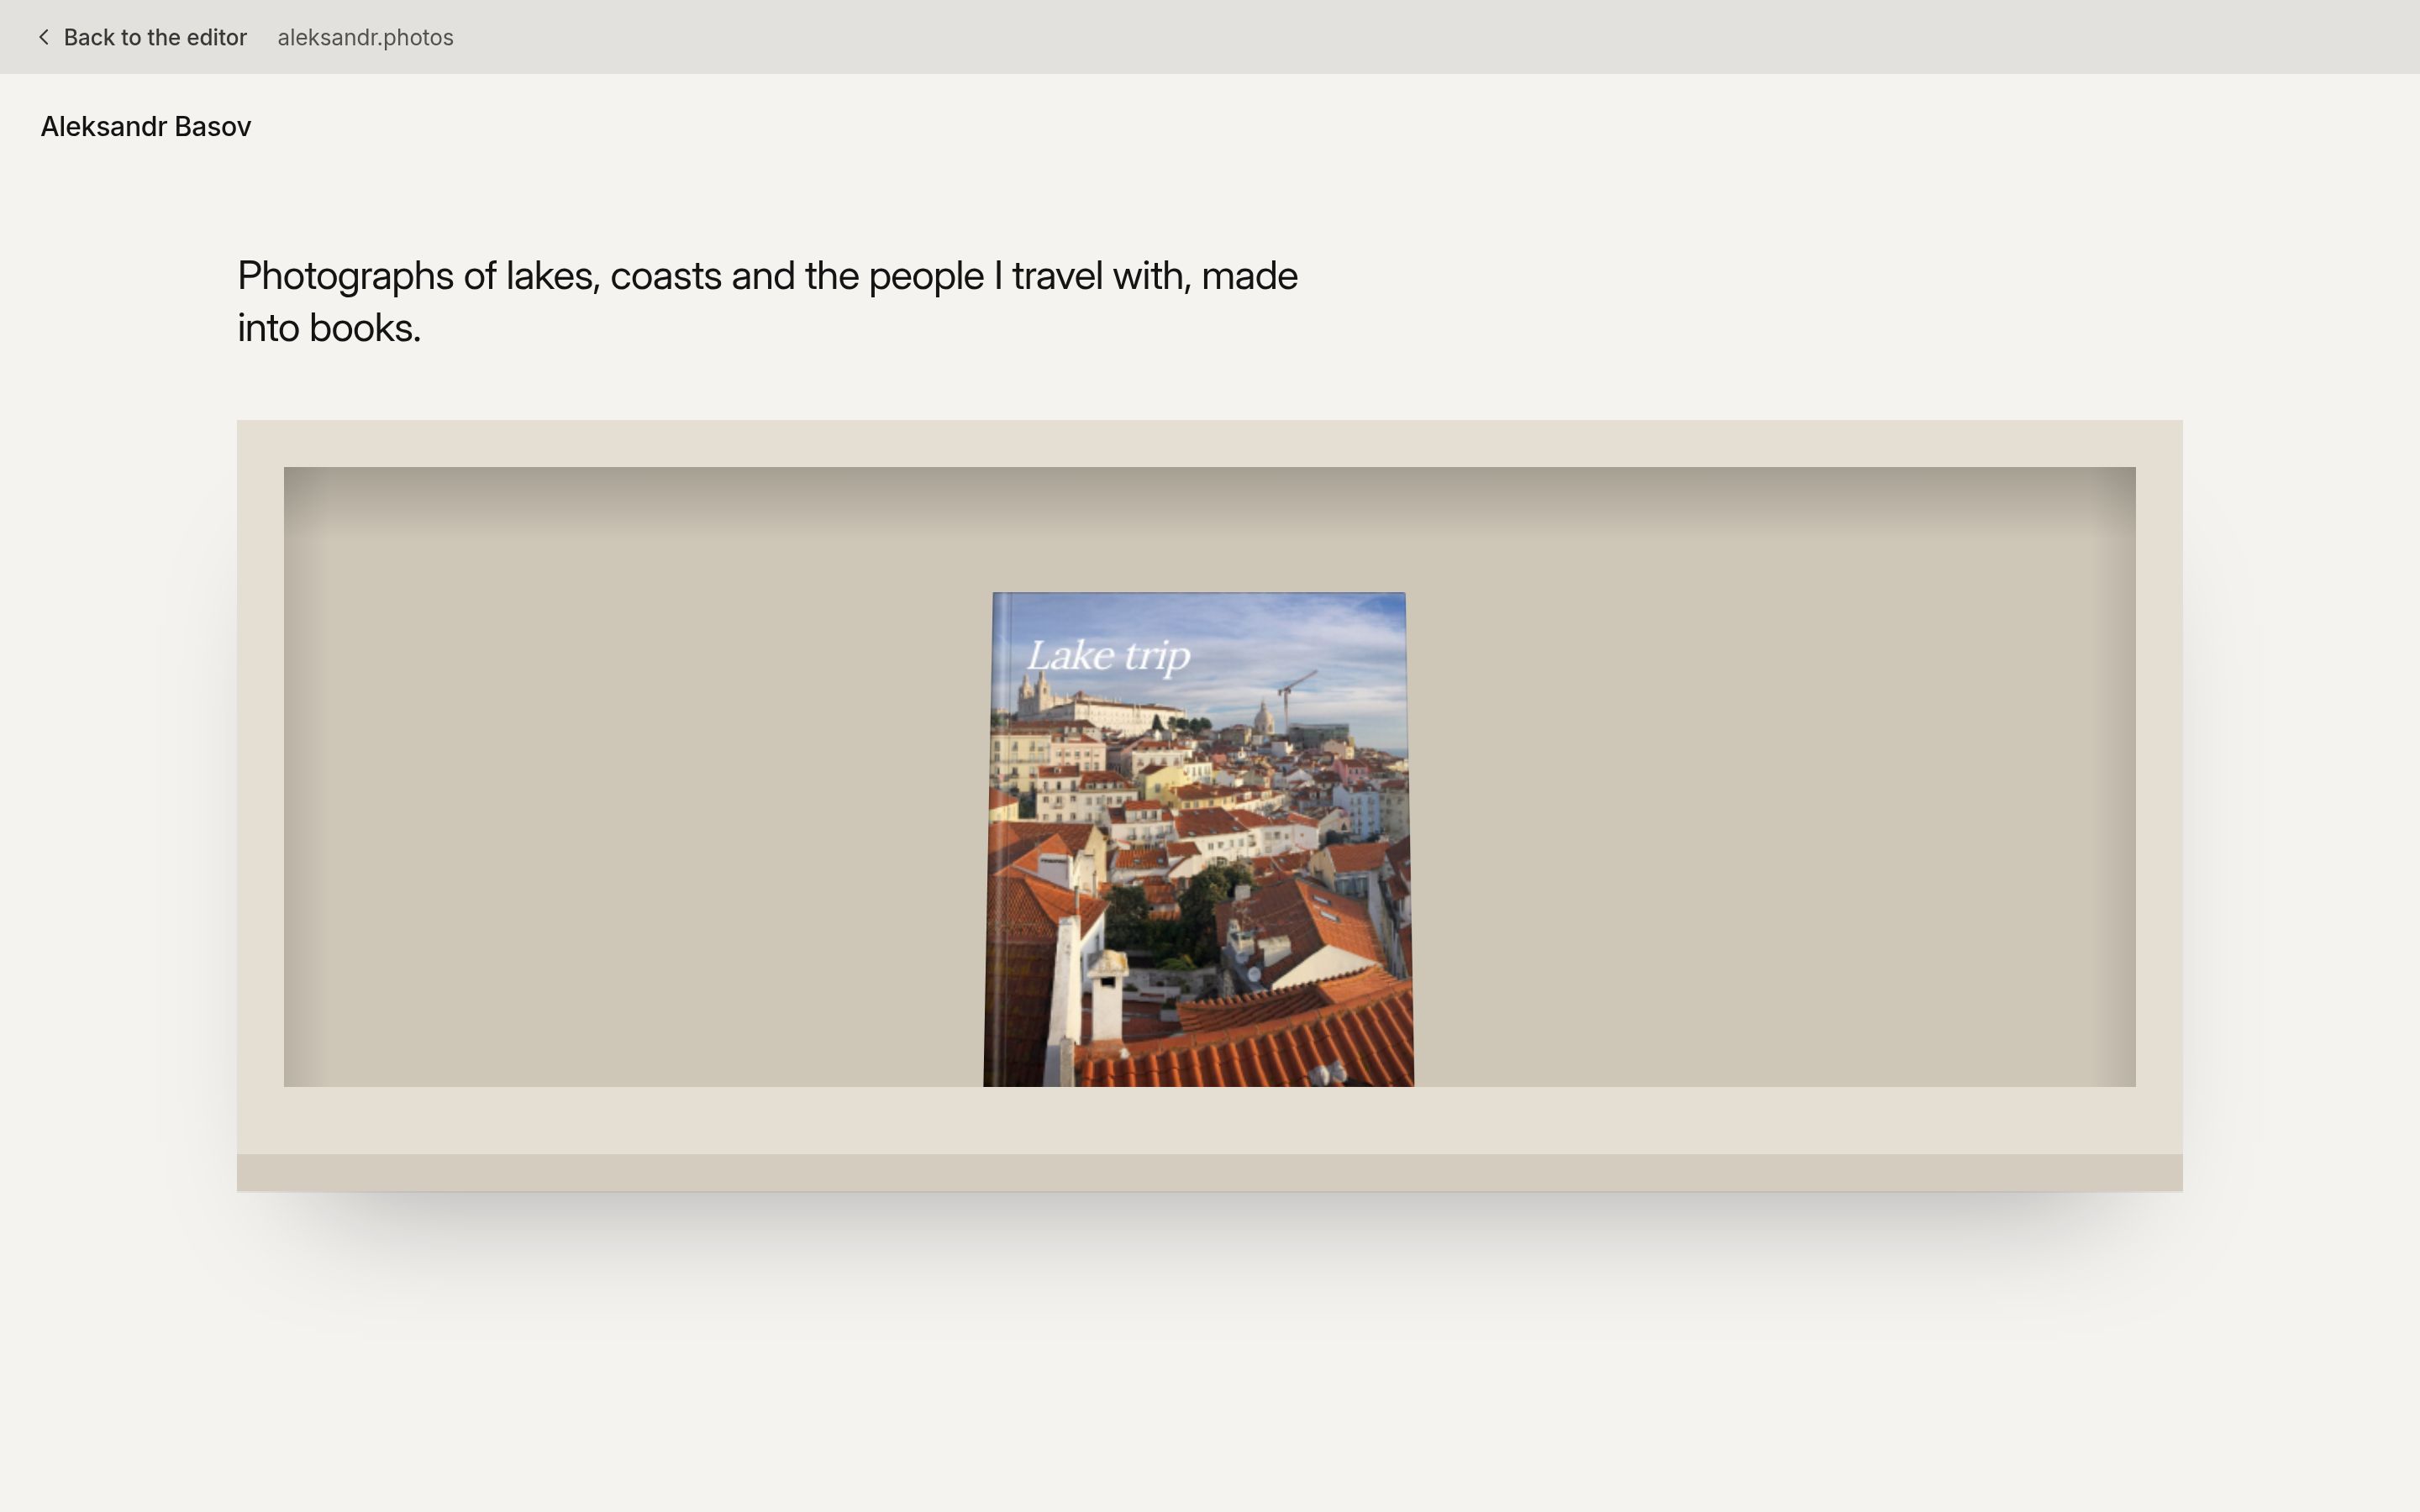 Back to the editor aleksandr.photos
Aleksandr Basov
Photographs of lakes, coasts and the people I travel with, made
into books.
Lake trip